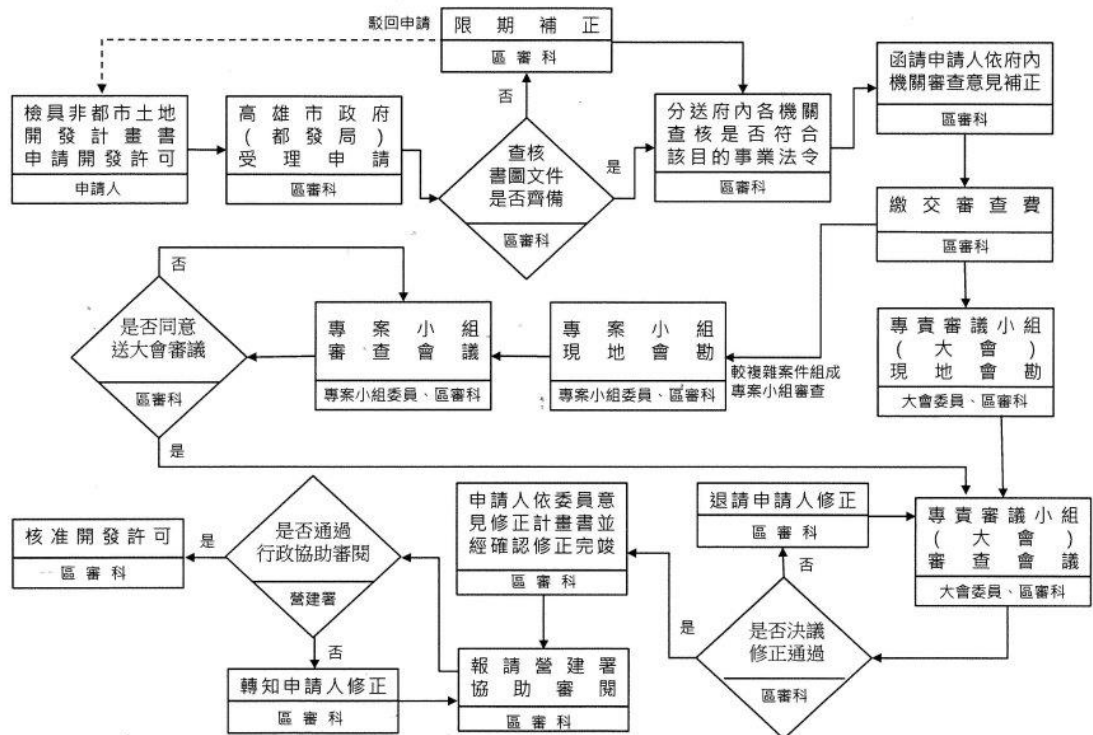 駁回申請
限期補正
區審科
檢具非都市土地
開發計畫書
申請開發許可
申請人
高雄市政府
(都發局)
受理申請
區審科
否
查核
書圖文件
是否齊備
區審科
是
分送府內各機關
查核是否符合
該目的事業法令
區審科
函請申請人依府內
機關審查意見補正
區審科
繳交審查費
區審科
專責審議小組
(大會)
現地會勘
大會委員、區審科
較複雜案件組成
專案小組審查
專案小組
現地會勘
專案小組委員、區審科
專案小組
審查會議
專案小組委員、區審科
否
是否同意
送大會審議
區審科
是
專責審議小組
(大會)
審查會議
大會委員、區審科
退請申請人修正
區審科
否
是否決議
修正通過
區審科
是
申請人依委員意
見修正計畫書並
經確認修正完竣
區審科
報請營建署
協助審閱
區審科
是否通過
行政協助審閱
營建署
是
核准開發許可
區審科
否
轉知申請人修正
區審科